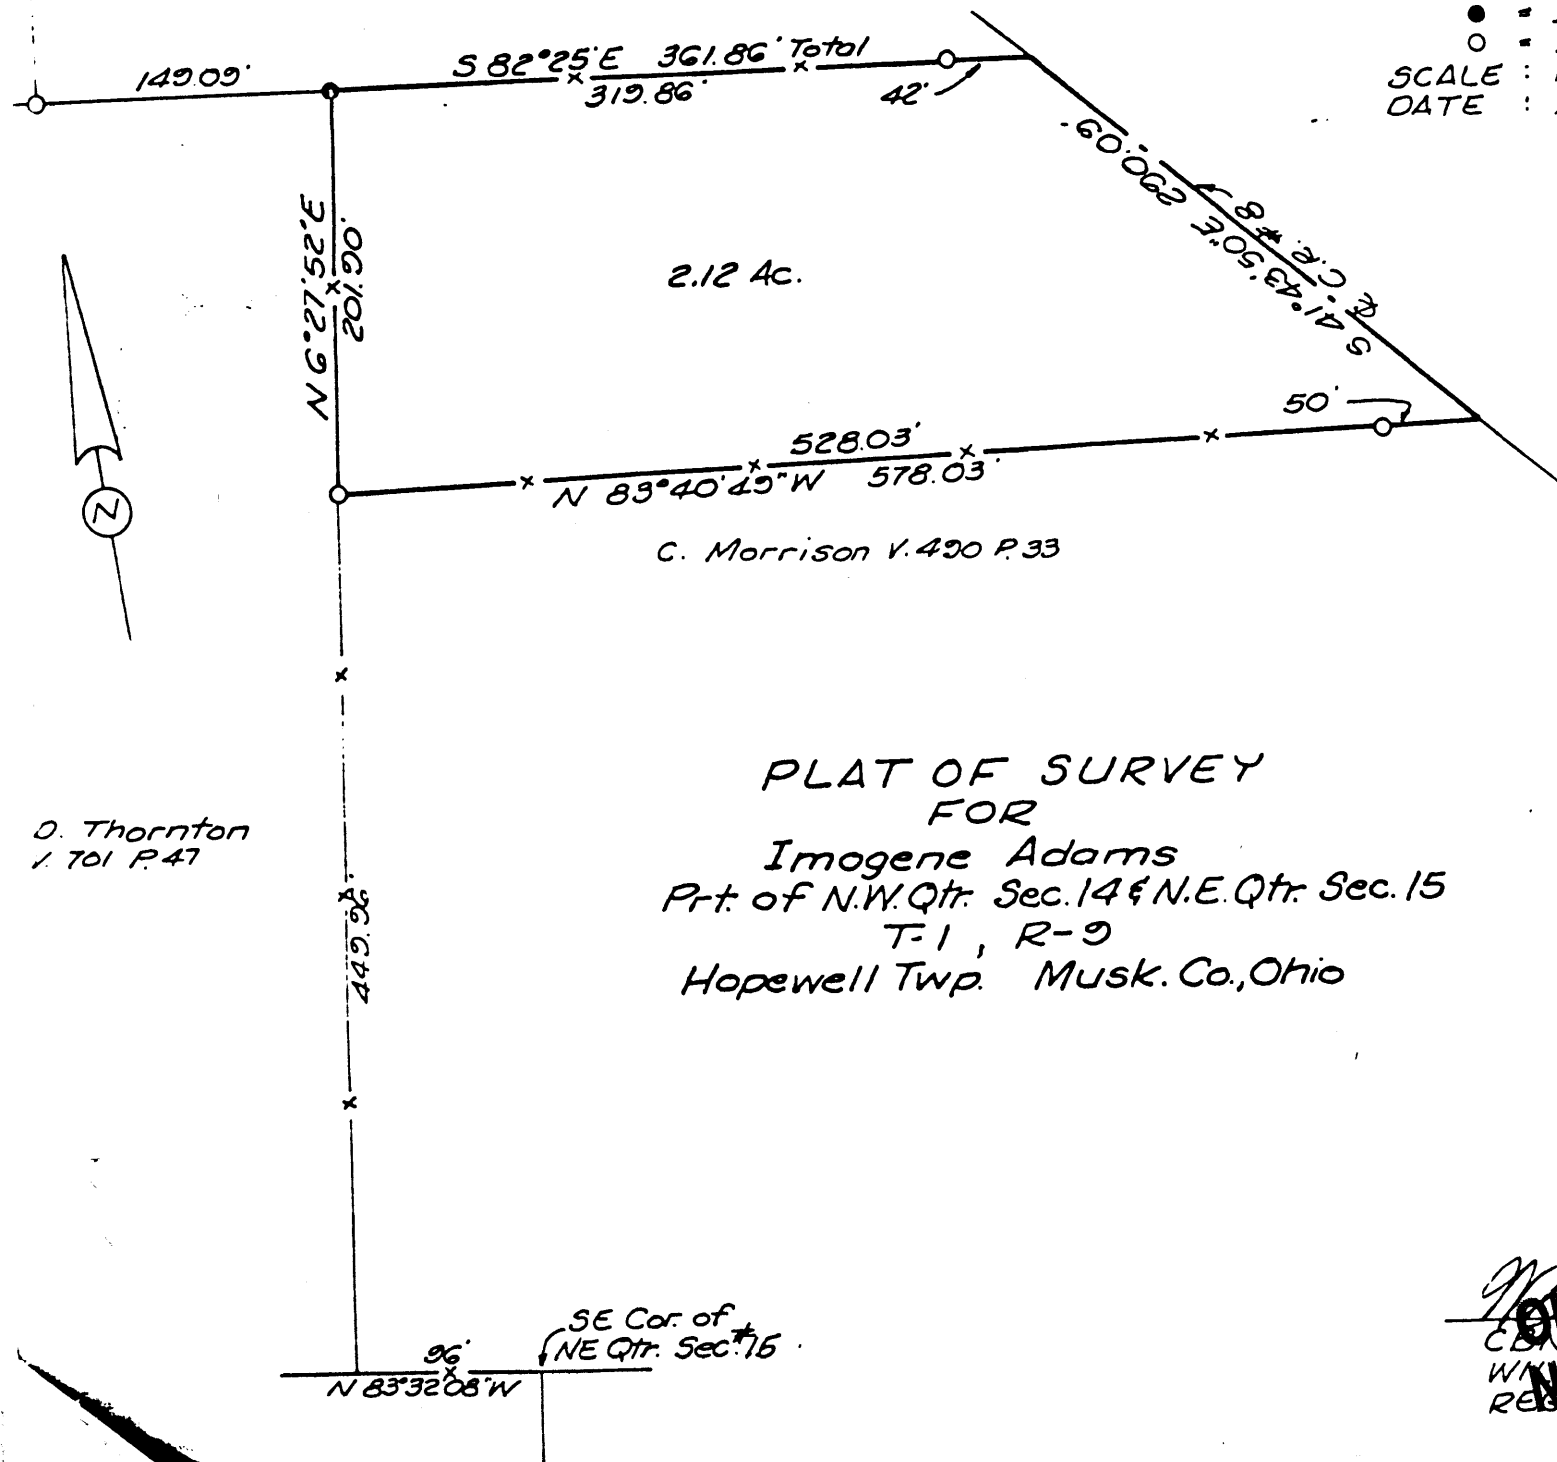 149.09'
S 82°25'E 361.86' Total
319.86'
42'
SCALE :
DATE :
N 6°27'52"E
201.90'
S 41°43'50"E 290.09'
℄ C.R. #8
2.12 Ac.
50'
528.03'
N 83°40'49"W 578.03'
N
C. Morrison V.490 P.33
PLAT OF SURVEY
FOR
Imogene Adams
Prt. of N.W. Qtr. Sec. 14 & N.E. Qtr. Sec. 15
T-1, R-9
Hopewell Twp. Musk. Co., Ohio
D. Thornton
V. 701 P.47
449.96'
SE Cor. of
NE Qtr. Sec. #15
96'
N 83°32'08"W